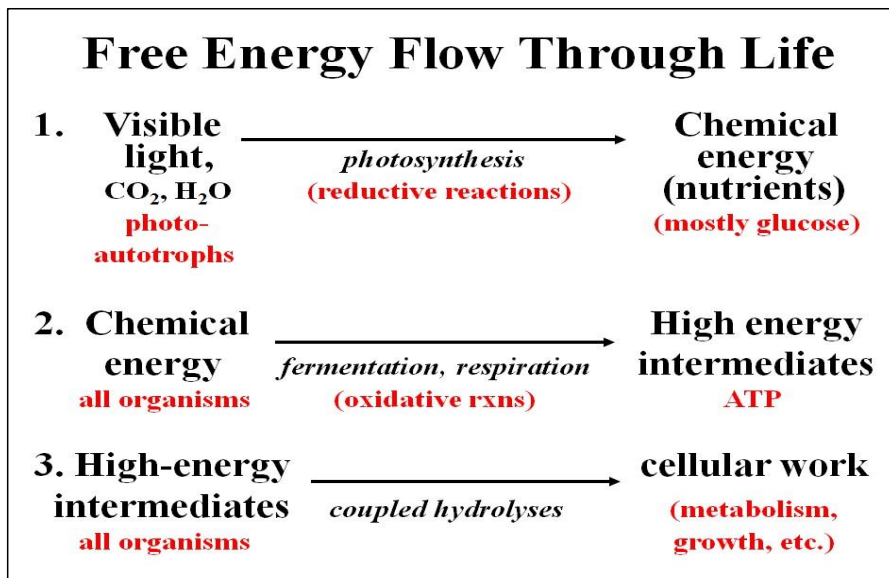 Free Energy Flow Through Life
1. Visible light, CO₂, H₂O
photo-autotrophs
photosynthesis
(reductive reactions)
Chemical energy (nutrients)
(mostly glucose)
2. Chemical energy
all organisms
fermentation, respiration
(oxidative rxns)
High energy intermediates
ATP
3. High-energy intermediates
all organisms
coupled hydrolyses
cellular work
(metabolism, growth, etc.)